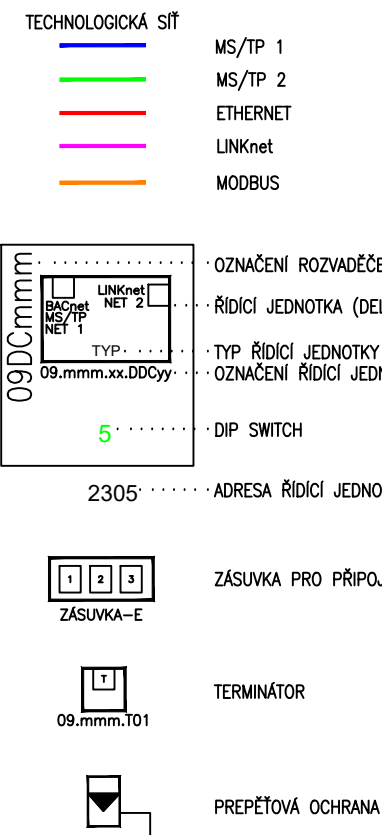 TECHNOLOGICKÁ SÍŤ
MS/TP 1
MS/TP 2
ETHERNET
LINKnet
MODBUS
09DCmmm
OZNAČENÍ ROZVADĚČE
BACnet
MS/TP
NET 1
LINKnet
NET 2
ŘÍDÍCÍ JEDNOTKA (DEL
TYP
TYP ŘÍDÍCÍ JEDNOTKY
09.mmm.xx.DDCyy
OZNAČENÍ ŘÍDÍCÍ JEDN
5
DIP SWITCH
2305
ADRESA ŘÍDÍCÍ JEDNO
1 2 3
ZÁSUVKA-E
ZÁSUVKA PRO PŘIPOJ
T
09.mmm.T01
TERMINÁTOR
PREPĚŤOVÁ OCHRANA